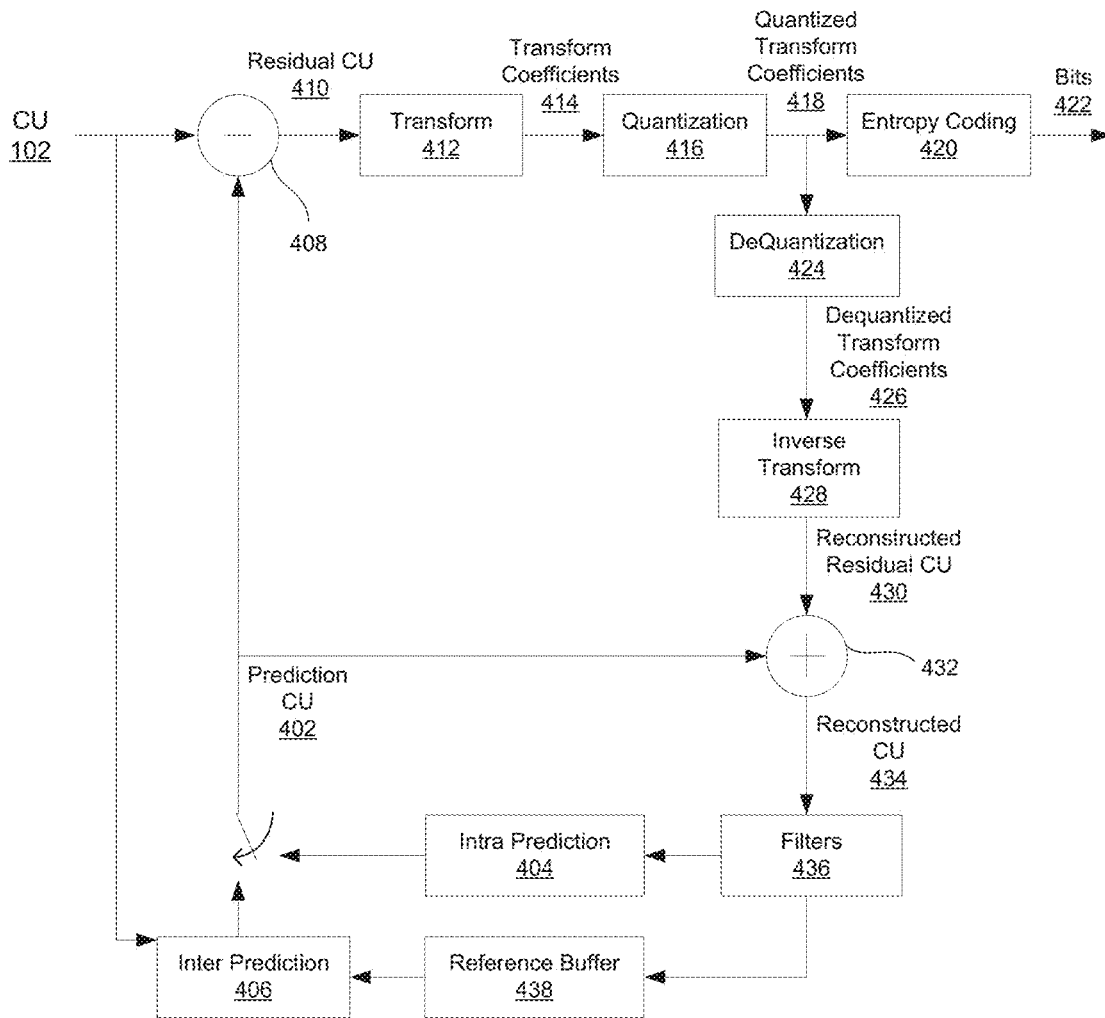 CU
102
Residual CU
410
408
Transform
412
Transform
Coefficients
414
Quantization
416
Quantized
Transform
Coefficients
418
Entropy Coding
420
Bits
422
DeQuantization
424
Dequantized
Transform
Coefficients
426
Inverse
Transform
428
Reconstructed
Residual CU
430
432
Prediction
CU
402
Reconstructed
CU
434
Intra Prediction
404
Filters
436
Inter Prediction
406
Reference Buffer
438